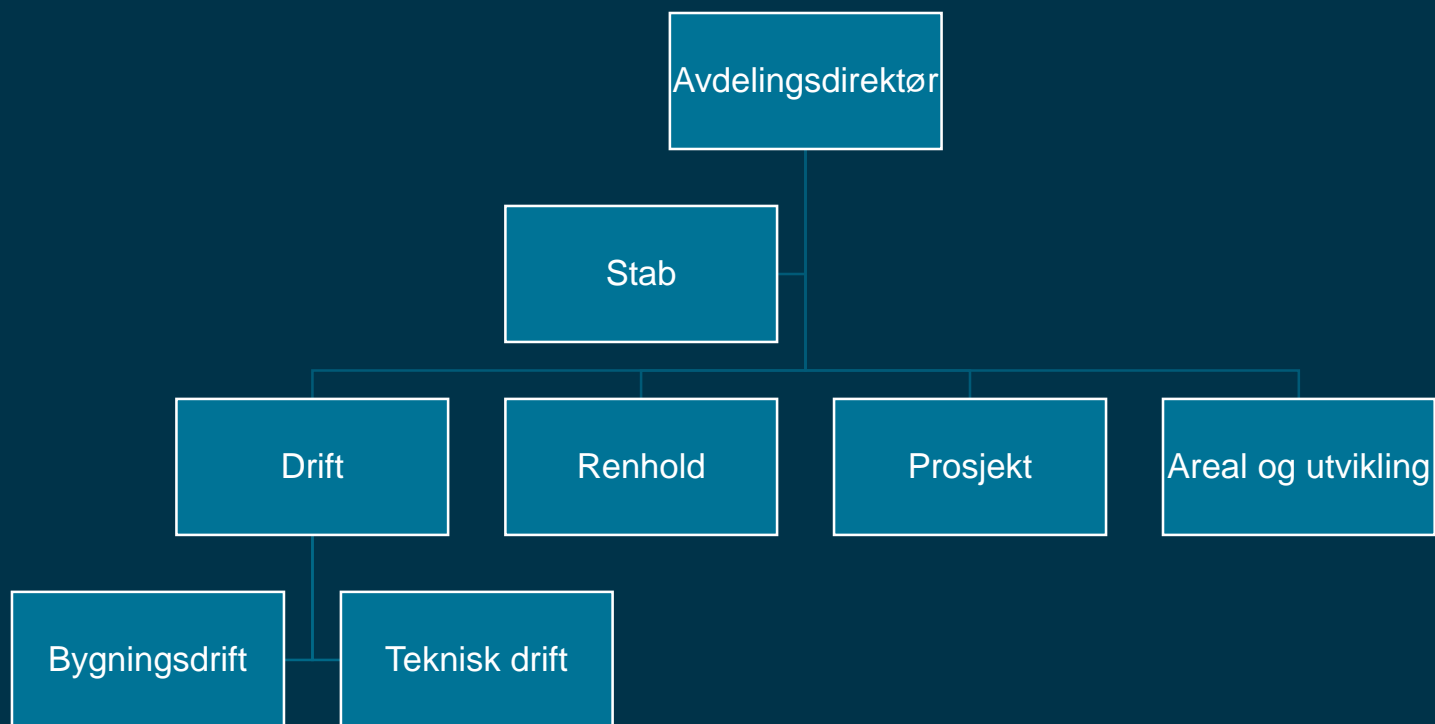 Avdelingsdirektør
Stab
Drift
Renhold
Prosjekt
Areal og utvikling
Bygningsdrift
Teknisk drift